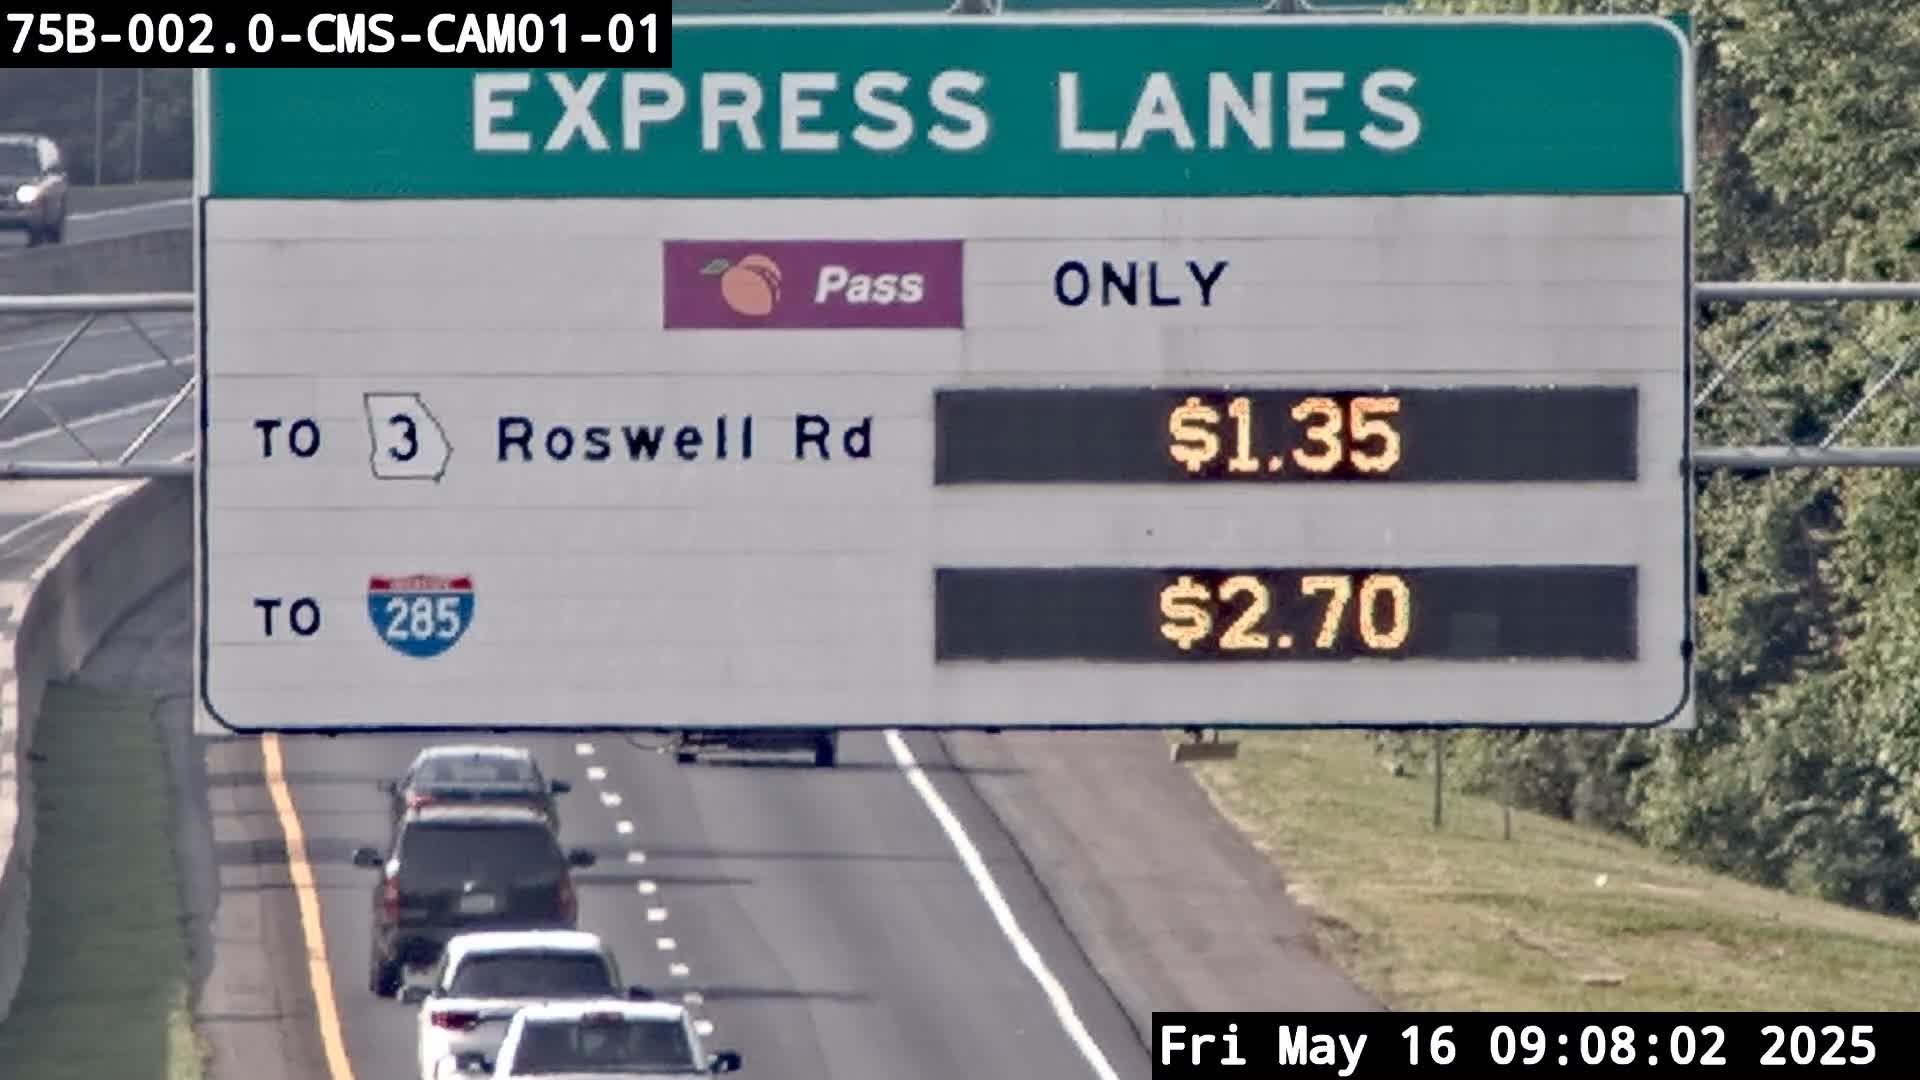 75B-002.0-CMS-CAM01-01
EXPRESS LANES
Pass ONLY
TO 3 Roswell Rd $1.35
TO 285 $2.70
Fri May 16 09:08:02 2025